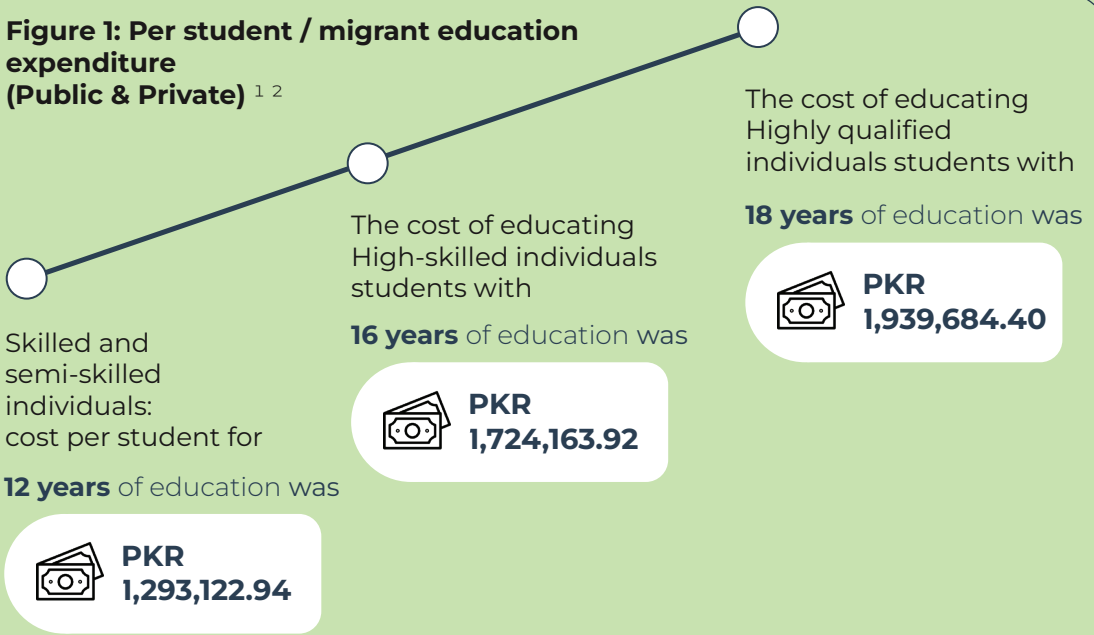 Figure 1: Per student / migrant education
expenditure
(Public & Private) ¹ ²
Skilled and
semi-skilled
individuals:
cost per student for
12 years of education was
PKR
1,293,122.94
The cost of educating
High-skilled individuals
students with
16 years of education was
PKR
1,724,163.92
The cost of educating
Highly qualified
individuals students with
18 years of education was
PKR
1,939,684.40